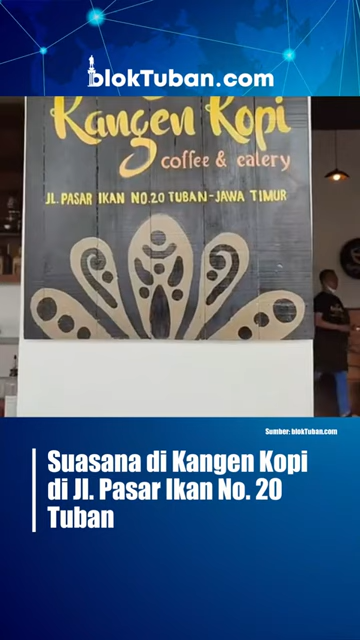 blokTuban.com
Kangen Kopi
coffee & eatery
JL. PASAR IKAN NO.20 TUBAN-JAWA TIMUR
Sumber: blokTuban.com
Suasana di Kangen Kopi
di Jl. Pasar Ikan No. 20
Tuban